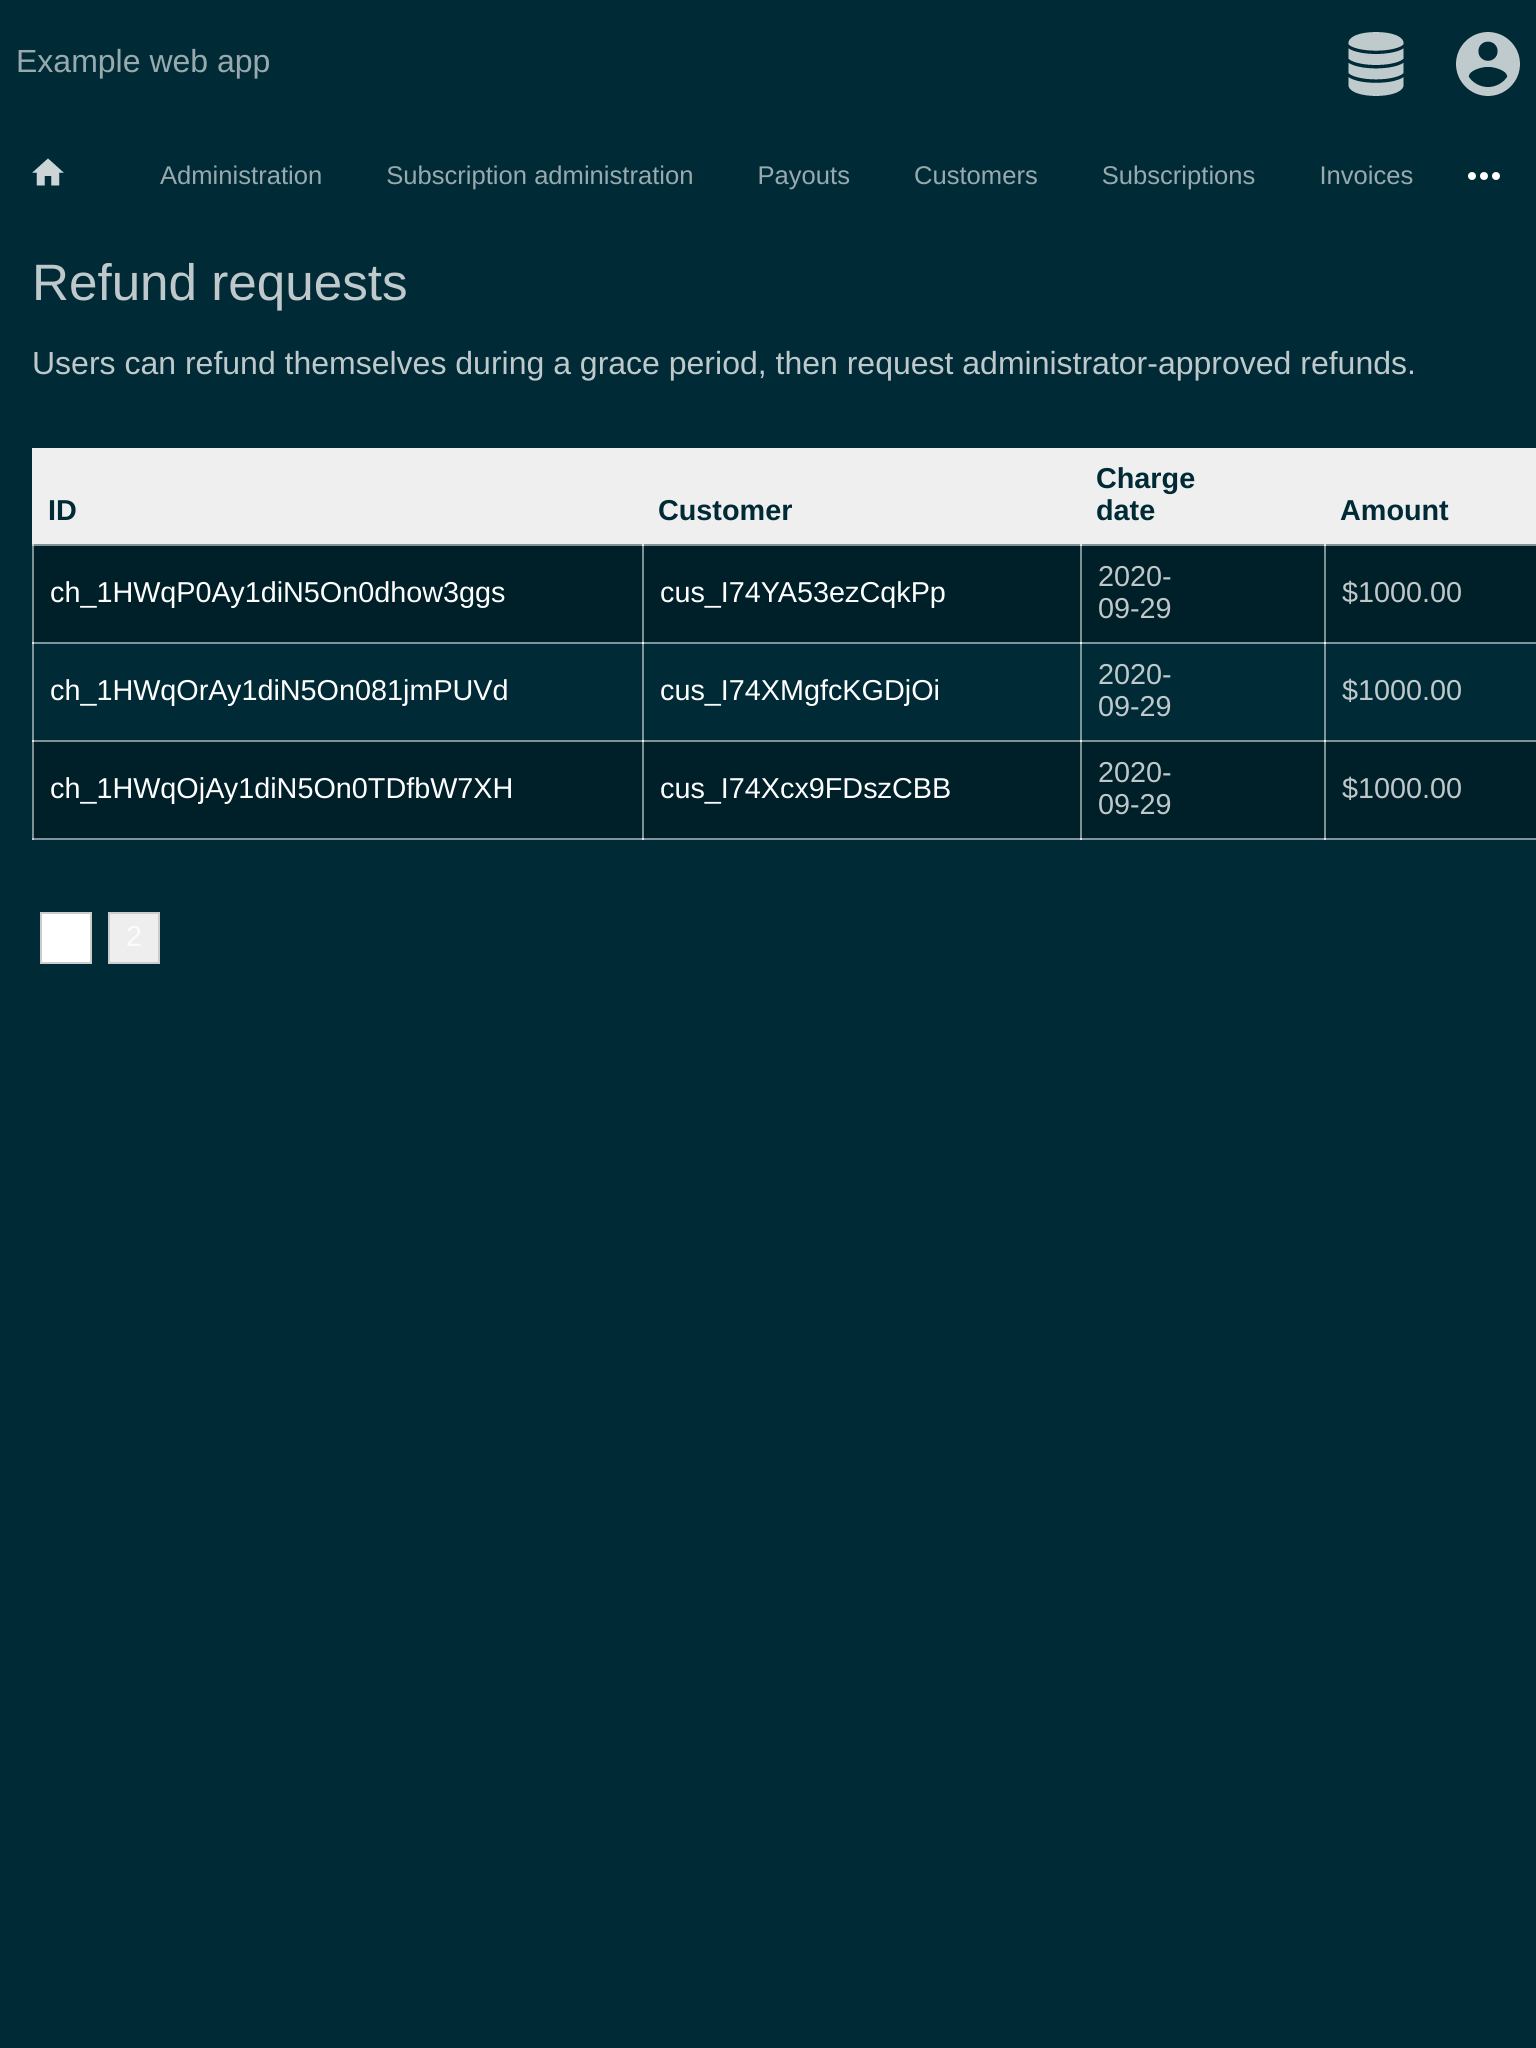 Example web app
Administration Subscription administration Payouts Customers Subscriptions Invoices
Refund requests
Users can refund themselves during a grace period, then request administrator-approved refunds.
ID Customer Charge date Amount
ch_1HWqP0Ay1diN5On0dhow3ggs cus_I74YA53ezCqkPp 2020-09-29 $1000.00
ch_1HWqOrAy1diN5On081jmPUVd cus_I74XMgfcKGDjOi 2020-09-29 $1000.00
ch_1HWqOjAy1diN5On0TDfbW7XH cus_I74Xcx9FDszCBB 2020-09-29 $1000.00
2